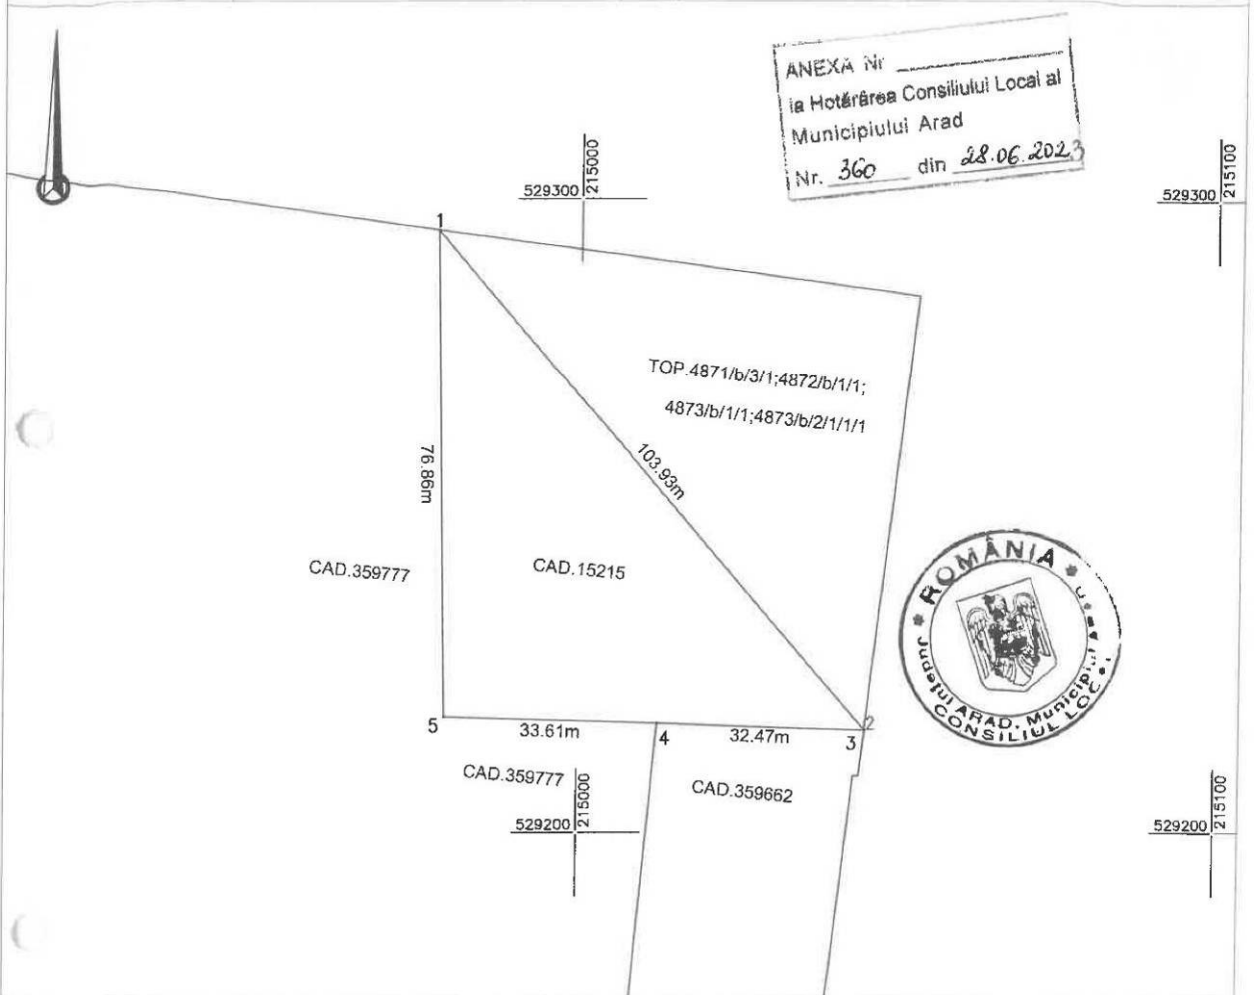 ANEXA Nr
la Hotărârea Consiliului Local al
Municipiului Arad
Nr. 360 din 28.06.2023
529300
215000
529300
215100
1
TOP.4871/b/3/1;4872/b/1/1;
4873/b/1/1;4873/b/2/1/1/1
76.86m
103.93m
CAD.359777
CAD.15215
ROMÂNIA
Județul ARAD. Municipiul
CONSILIUL
5
33.61m
4
32.47m
3
2
CAD.359777
CAD.359662
529200
215000
529200
215100